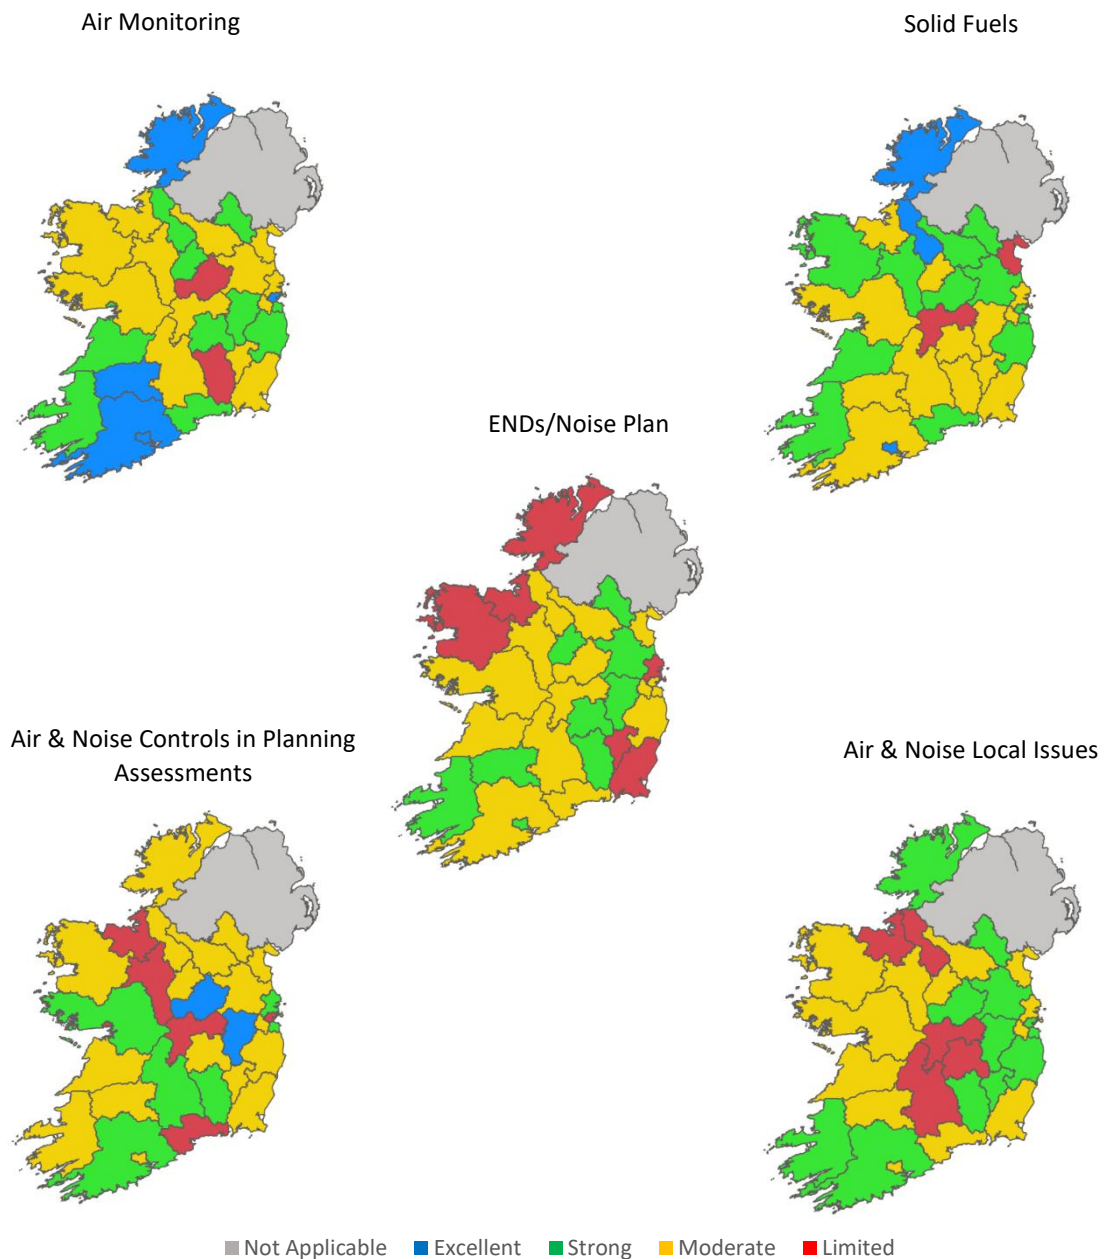 Air Monitoring
Solid Fuels
ENDs/Noise Plan
Air & Noise Controls in Planning
Assessments
Air & Noise Local Issues
Not Applicable Excellent Strong Moderate Limited